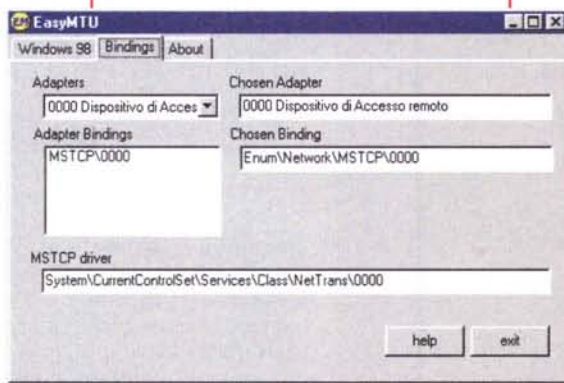 EasyMTU
Windows 98 Bindings About
Adapters
0000 Dispositivo di Acces
Chosen Adapter
0000 Dispositivo di Accesso remoto
Adapter Bindings
MSTCP\0000
Chosen Binding
Enum\Network\MSTCP\0000
MSTCP driver
System\CurrentControlSet\Services\Class\NetTrans\0000
help exit